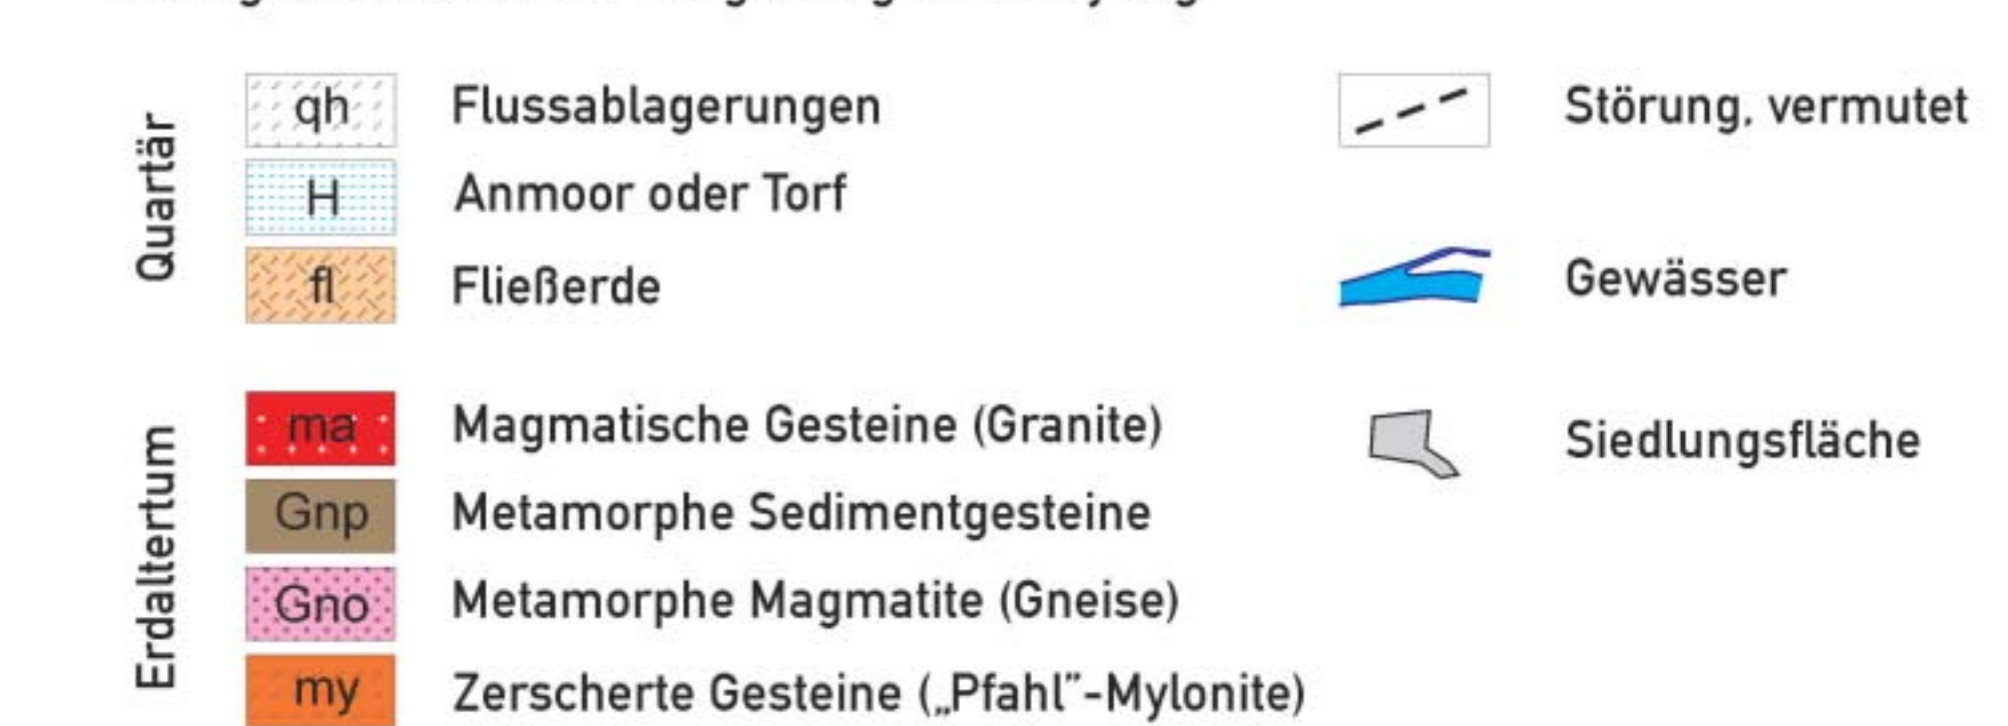 Quartär
qh Flussablagerungen
H Anmoor oder Torf
fl Fließerde
Erdaltertum
ma Magmatische Gesteine (Granite)
Gnp Metamorphe Sedimentgesteine
Gno Metamorphe Magmatite (Gneise)
my Zerscherte Gesteine („Pfahl”-Mylonite)
Störung, vermutet
Gewässer
Siedlungsfläche